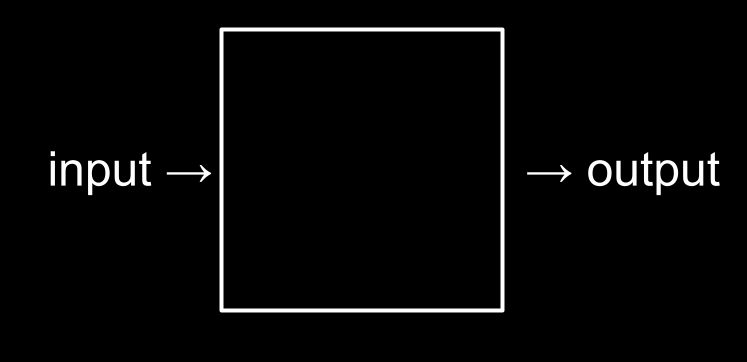 input → → output